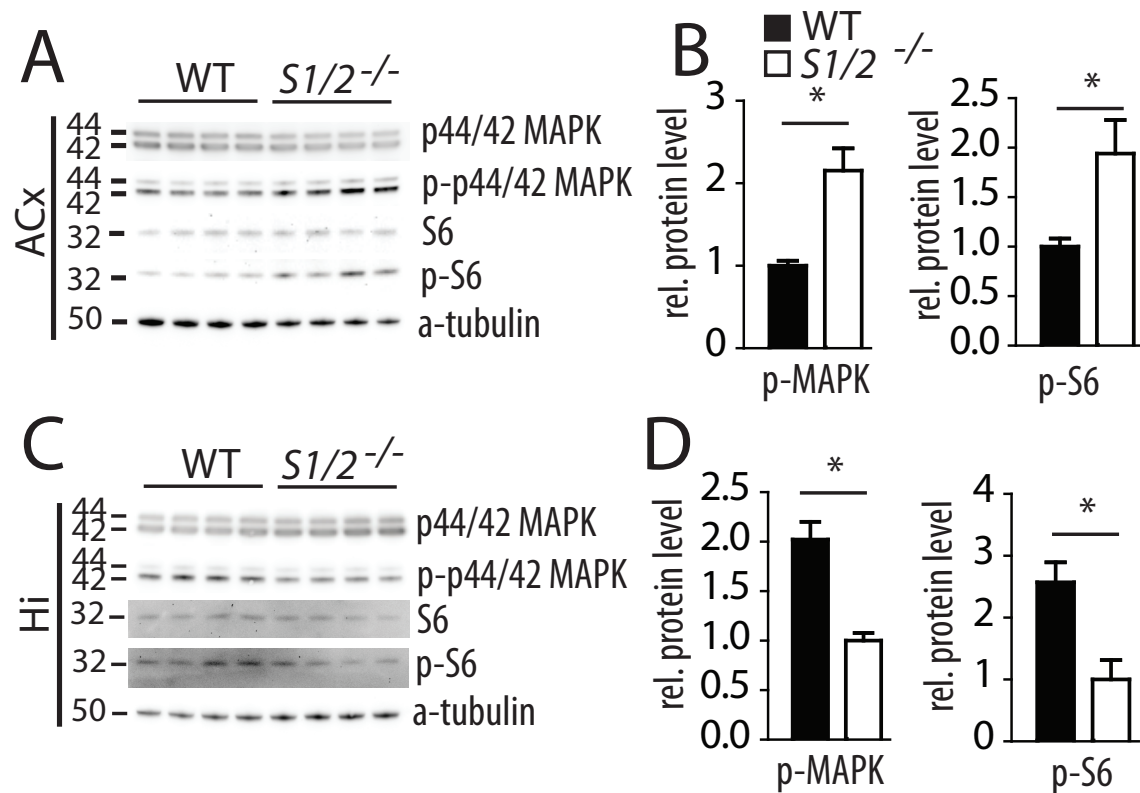 A
WT S1/2 -/-
ACx
44
42
p44/42 MAPK
44
42
p-p44/42 MAPK
32
S6
32
p-S6
50
a-tubulin
B
WT
S1/2 -/-
rel. protein level
3
2
1
0
*
p-MAPK
rel. protein level
2.5
2.0
1.5
1.0
0.5
0.0
*
p-S6
C
WT S1/2 -/-
Hi
44
42
p44/42 MAPK
44
42
p-p44/42 MAPK
32
S6
32
p-S6
50
a-tubulin
D
rel. protein level
2.5
2.0
1.5
1.0
0.5
0.0
*
p-MAPK
rel. protein level
4
3
2
1
0
*
p-S6